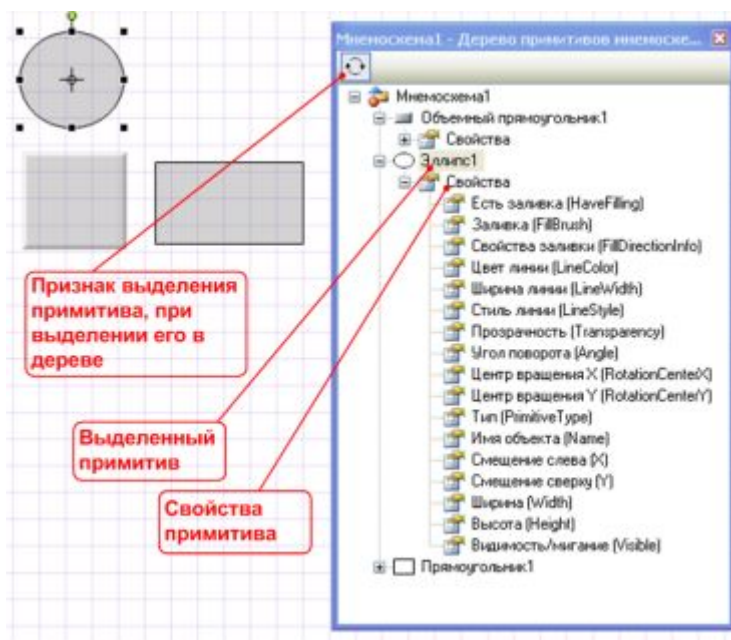 Мнемосхема1 - Дерево примитивов мнемосхе...
Мнемосхема1
Объемный прямоугольник1
Свойства
Эллипс1
Свойства
Есть заливка (HaveFilling)
Заливка (FillBrush)
Свойства заливки (FillDirectionInfo)
Цвет линии (LineColor)
Ширина линии (LineWidth)
Стиль линии (LineStyle)
Прозрачность (Transparency)
Угол поворота (Angle)
Центр вращения X (RotationCenterX)
Центр вращения Y (RotationCenterY)
Тип (PrimitiveType)
Имя объекта (Name)
Смещение слева (X)
Смещение сверху (Y)
Ширина (Width)
Высота (Height)
Видимость/мигание (Visible)
Прямоугольник1
Признак выделения
примитива, при
выделении его в
дереве
Выделенный
примитив
Свойства
примитива